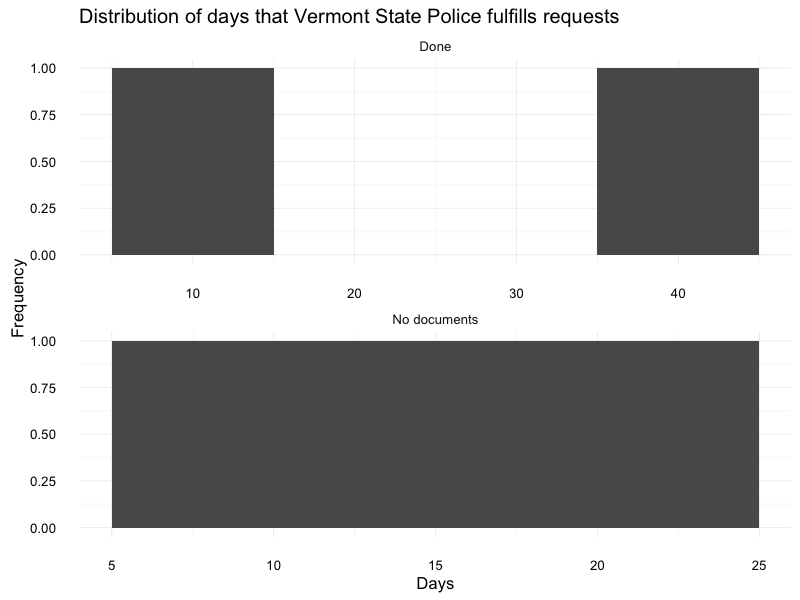 Distribution of days that Vermont State Police fulfills requests
Done
1.00
0.75
0.50
0.25
0.00
10 20 30 40
Frequency
No documents
1.00
0.75
0.50
0.25
0.00
5 10 15 20 25
Days